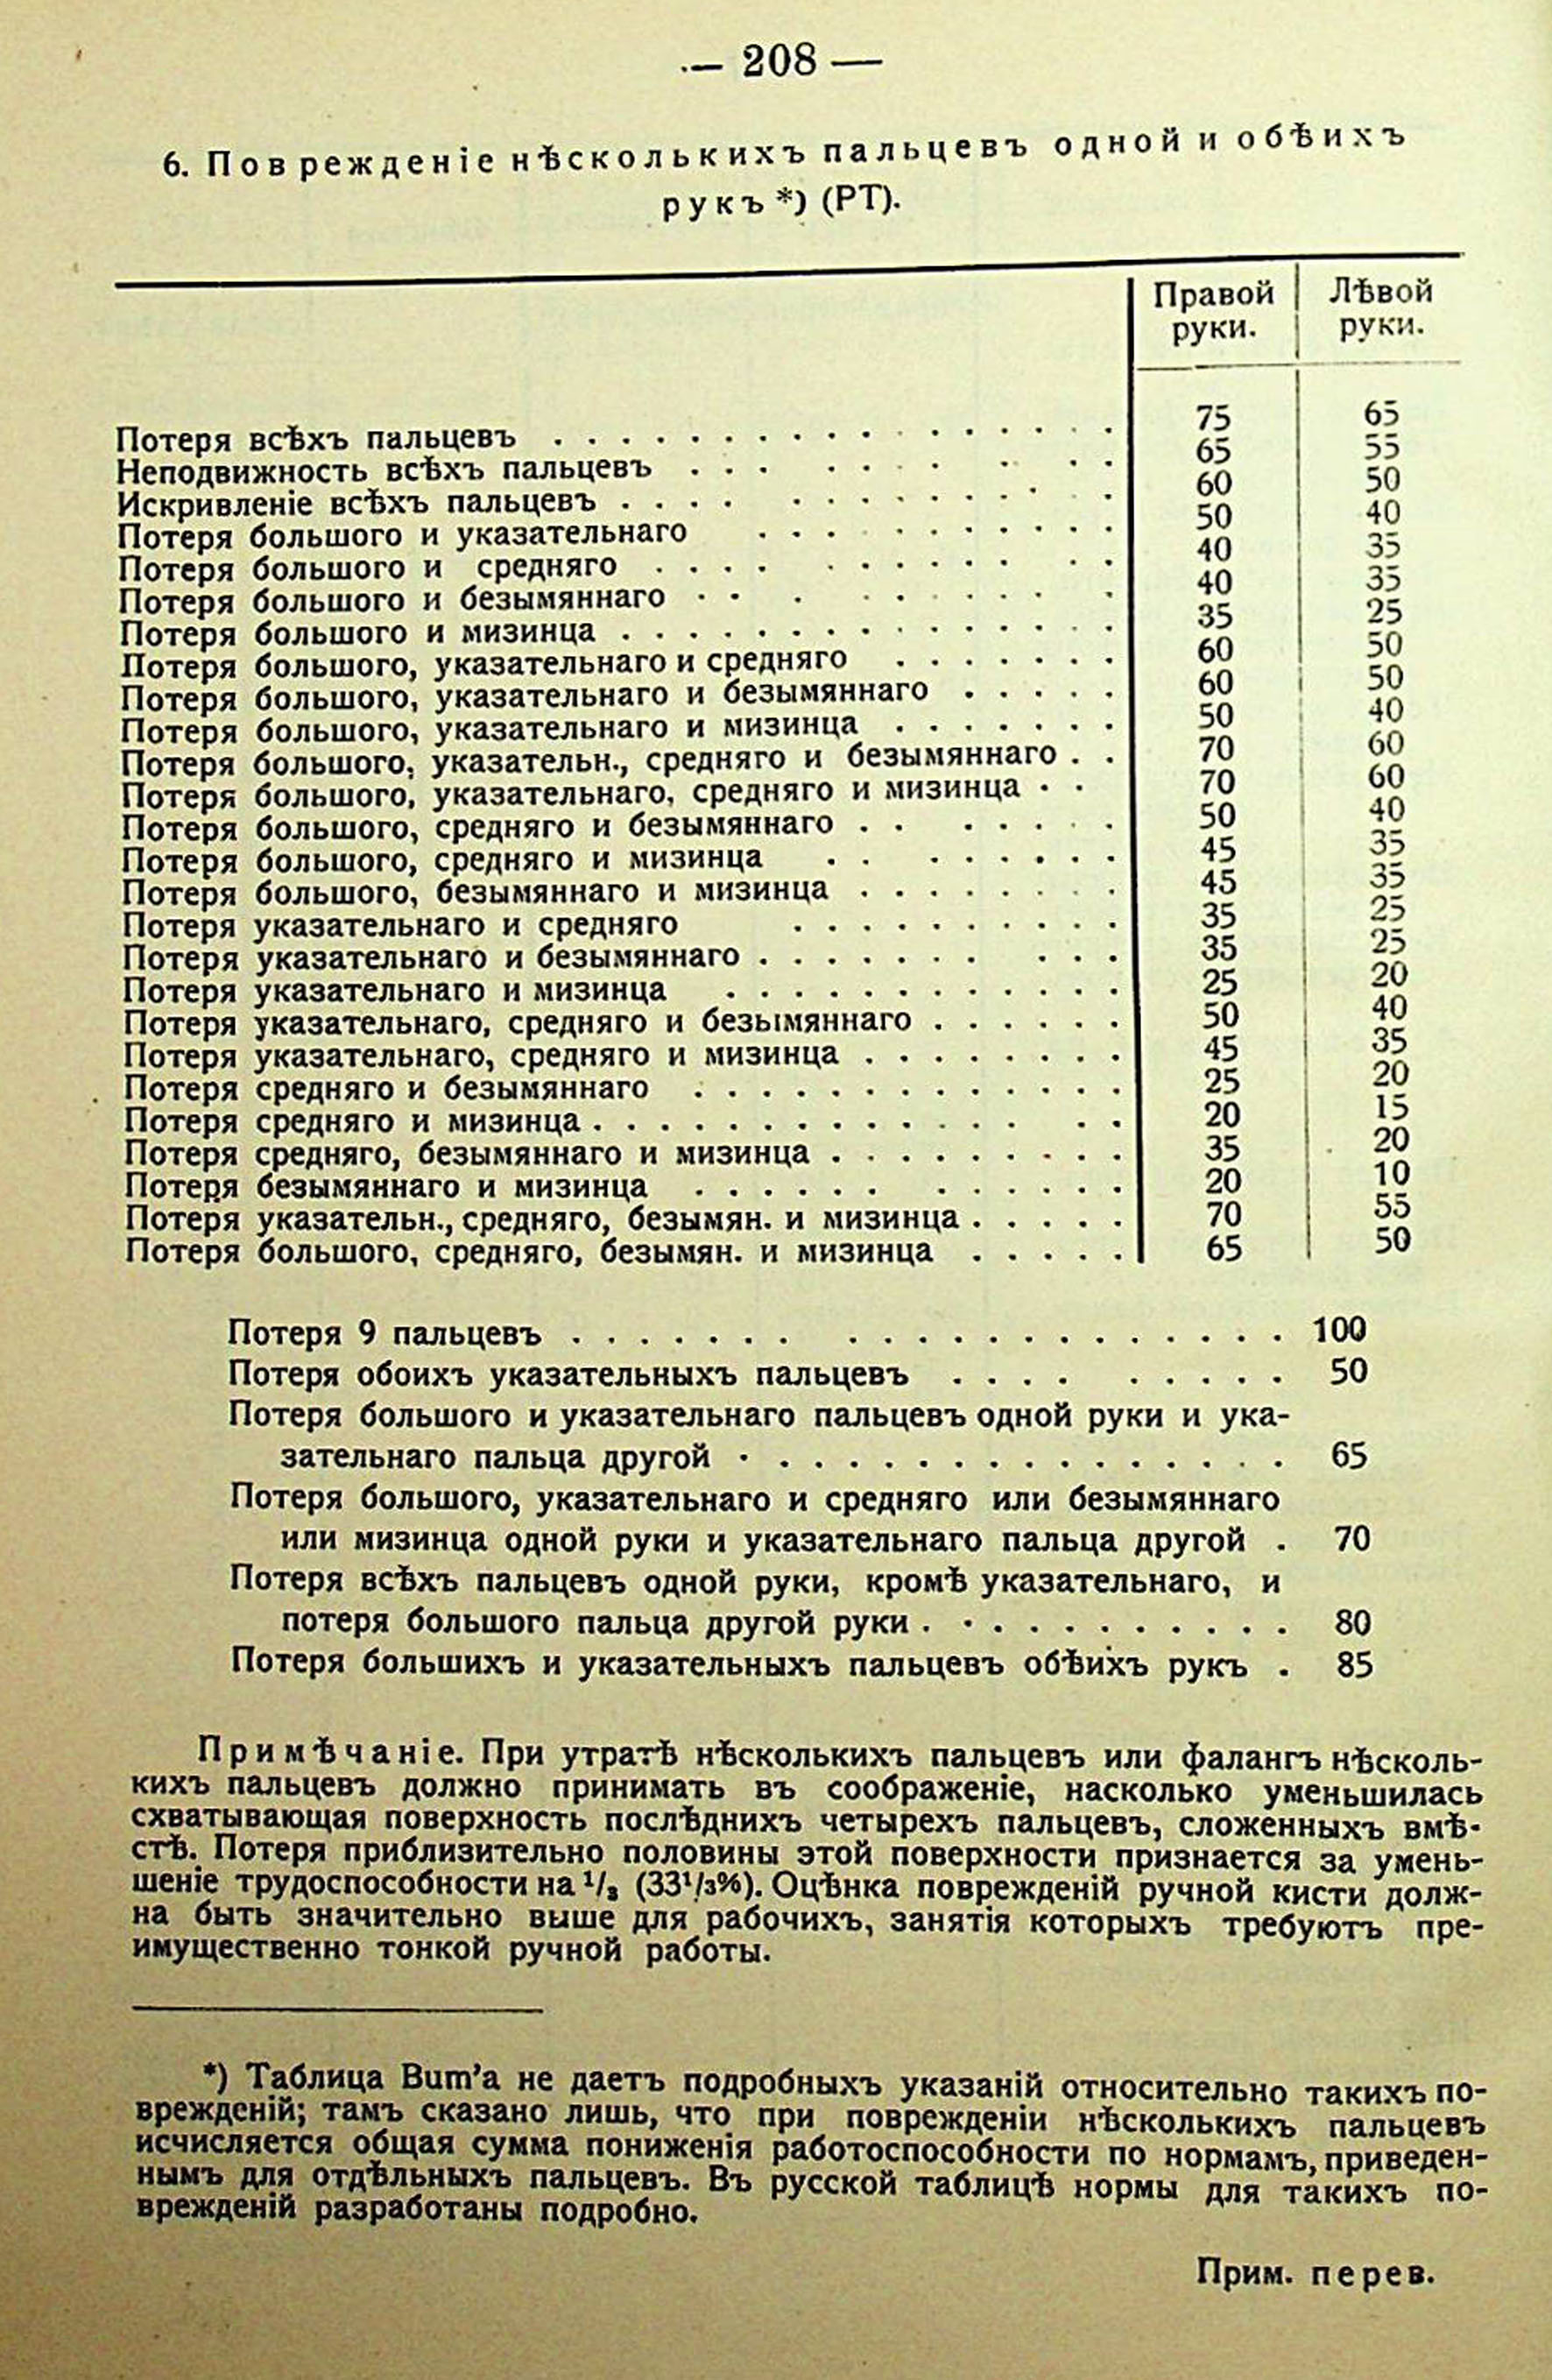 — 208 —
6. Поврежденіе нѣсколькихъ пальцевъ одной и обѣихъ
рукъ *) (РТ).
Правой руки. Лѣвой руки.
Потеря всѣхъ пальцевъ . . . . . . . . . . . . . . . . . 75 65
Неподвижность всѣхъ пальцевъ . . . . . . . . . . 65 55
Искривленіе всѣхъ пальцевъ . . . . . . . . . . . . . 60 50
Потеря большого и указательнаго . . . . . . . . . . . 50 40
Потеря большого и средняго . . . . . . . . . . . . 40 35
Потеря большого и безымяннаго . . . . . . . . . . 40 35
Потеря большого и мизинца . . . . . . . . . . . . . . . 35 25
Потеря большого, указательнаго и средняго . . . . . . . 60 50
Потеря большого, указательнаго и безымяннаго . . . . . 60 50
Потеря большого, указательнаго и мизинца . . . . . . . 50 40
Потеря большого, указательн., средняго и безымяннаго . . 70 60
Потеря большого, указательнаго, средняго и мизинца . . 70 60
Потеря большого, средняго и безымяннаго . . . . . . . 50 40
Потеря большого, средняго и мизинца . . . . . . . . 45 35
Потеря большого, безымяннаго и мизинца . . . . . . . . 45 35
Потеря указательнаго и средняго . . . . . . . . . . 35 25
Потеря указательнаго и безымяннаго . . . . . . . . . . 35 25
Потеря указательнаго и мизинца . . . . . . . . . . . . 25 20
Потеря указательнаго, средняго и безымяннаго . . . . . . 50 40
Потеря указательнаго, средняго и мизинца . . . . . . . . 45 35
Потеря средняго и безымяннаго . . . . . . . . . . . . . 25 20
Потеря средняго и мизинца . . . . . . . . . . . . . . 20 15
Потеря средняго, безымяннаго и мизинца . . . . . . . . . 35 20
Потеря безымяннаго и мизинца . . . . . . . . . . . . 20 10
Потеря указательн., средняго, безымян. и мизинца . . . . . 70 55
Потеря большого, средняго, безымян. и мизинца . . . . . 65 50
Потеря 9 пальцевъ . . . . . . . . . . . . . . . . . . . . 100
Потеря обоихъ указательныхъ пальцевъ . . . . . . . . . 50
Потеря большого и указательнаго пальцевъ одной руки и ука-
зательнаго пальца другой . . . . . . . . . . . . . . . . 65
Потеря большого, указательнаго и средняго или безымяннаго
или мизинца одной руки и указательнаго пальца другой . 70
Потеря всѣхъ пальцевъ одной руки, кромѣ указательнаго, и
потеря большого пальца другой руки . . . . . . . . . . . 80
Потеря большихъ и указательныхъ пальцевъ обѣихъ рукъ . 85
Примѣчаніе. При утратѣ нѣсколькихъ пальцевъ или фалангъ нѣсколь-
кихъ пальцевъ должно принимать въ соображеніе, насколько уменьшилась
схватывающая поверхность послѣднихъ четырехъ пальцевъ, сложенныхъ вмѣ-
стѣ. Потеря приблизительно половины этой поверхности признается за умень-
шеніе трудоспособности на 1/3 (33 1/3%). Оцѣнка поврежденій ручной кисти долж-
на быть значительно выше для рабочихъ, занятія которыхъ требуютъ пре-
имущественно тонкой ручной работы.
*) Таблица Bum’а не даетъ подробныхъ указаній относительно такихъ по-
врежденій; тамъ сказано лишь, что при поврежденіи нѣсколькихъ пальцевъ
исчисляется общая сумма пониженія работоспособности по нормамъ, приведен-
нымъ для отдѣльныхъ пальцевъ. Въ русской таблицѣ нормы для такихъ по-
врежденій разработаны подробно.
Прим. перев.